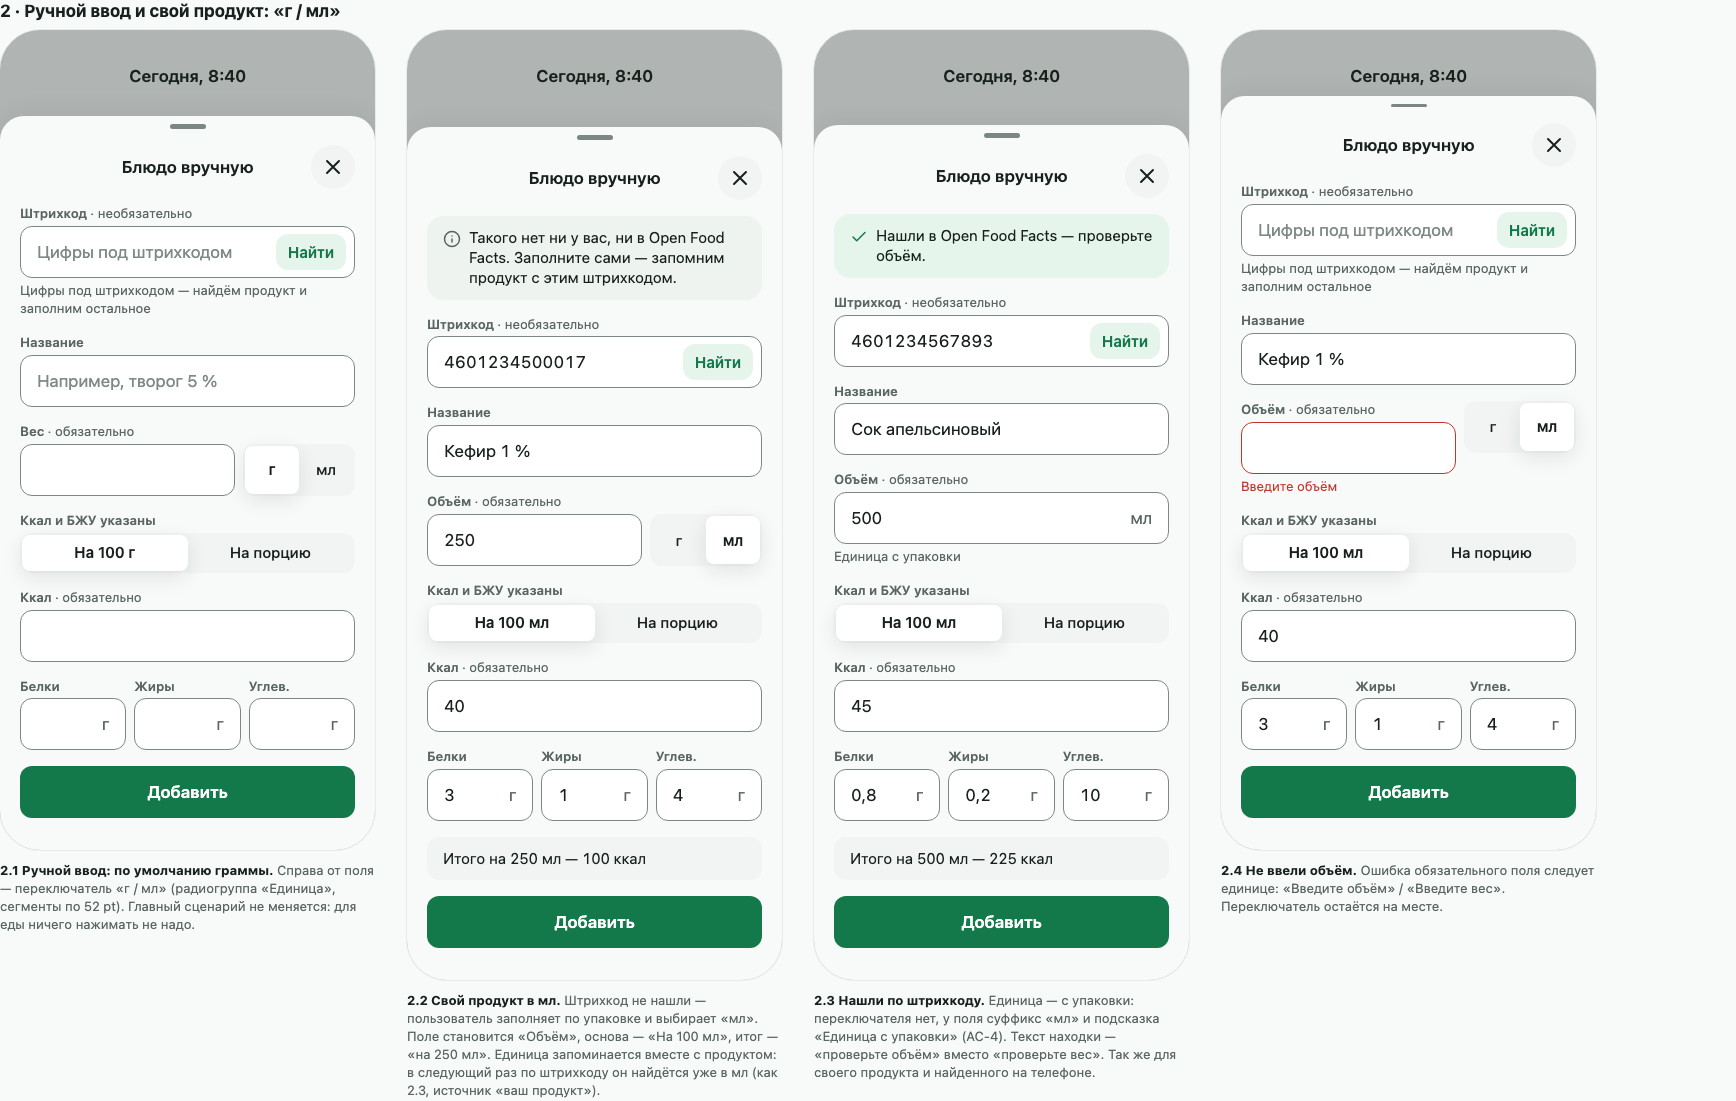 2 · Ручной ввод и свой продукт: «г / мл»
Сегодня, 8:40
Блюдо вручную
Штрихкод · необязательно
Цифры под штрихкодом
Найти
Цифры под штрихкодом — найдём продукт и
заполним остальное
Название
Например, творог 5 %
Вес · обязательно
г
мл
Ккал и БЖУ указаны
На 100 г
На порцию
Ккал · обязательно
Белки
Жиры
Углев.
г
г
г
Добавить
2.1 Ручной ввод: по умолчанию граммы. Справа от поля
— переключатель «г / мл» (радиогруппа «Единица»,
сегменты по 52 pt). Главный сценарий не меняется: для
еды ничего нажимать не надо.
Сегодня, 8:40
Блюдо вручную
Такого нет ни у вас, ни в Open Food
Facts. Заполните сами — запомним
продукт с этим штрихкодом.
Штрихкод · необязательно
4601234500017
Найти
Название
Кефир 1 %
Объём · обязательно
250
г
мл
Ккал и БЖУ указаны
На 100 мл
На порцию
Ккал · обязательно
40
Белки
Жиры
Углев.
3 г
1 г
4 г
Итого на 250 мл — 100 ккал
Добавить
2.2 Свой продукт в мл. Штрихкод не нашли —
пользователь заполняет по упаковке и выбирает «мл».
Поле становится «Объём», основа — «На 100 мл», итог —
«на 250 мл». Единица запоминается вместе с продуктом:
в следующий раз по штрихкоду он найдётся уже в мл (как
2.3, источник «ваш продукт»).
Сегодня, 8:40
Блюдо вручную
Нашли в Open Food Facts — проверьте
объём.
Штрихкод · необязательно
4601234567893
Найти
Название
Сок апельсиновый
Объём · обязательно
500
мл
Единица с упаковки
Ккал и БЖУ указаны
На 100 мл
На порцию
Ккал · обязательно
45
Белки
Жиры
Углев.
0,8 г
0,2 г
10 г
Итого на 500 мл — 225 ккал
Добавить
2.3 Нашли по штрихкоду. Единица — с упаковки:
переключателя нет, у поля суффикс «мл» и подсказка
«Единица с упаковки» (AC-4). Текст находки —
«проверьте объём» вместо «проверьте вес». Так же для
своего продукта и найденного на телефоне.
Сегодня, 8:40
Блюдо вручную
Штрихкод · необязательно
Цифры под штрихкодом
Найти
Цифры под штрихкодом — найдём продукт и
заполним остальное
Название
Кефир 1 %
Объём · обязательно
г
мл
Введите объём
Ккал и БЖУ указаны
На 100 мл
На порцию
Ккал · обязательно
40
Белки
Жиры
Углев.
3 г
1 г
4 г
Добавить
2.4 Не ввели объём. Ошибка обязательного поля следует
единице: «Введите объём» / «Введите вес».
Переключатель остаётся на месте.